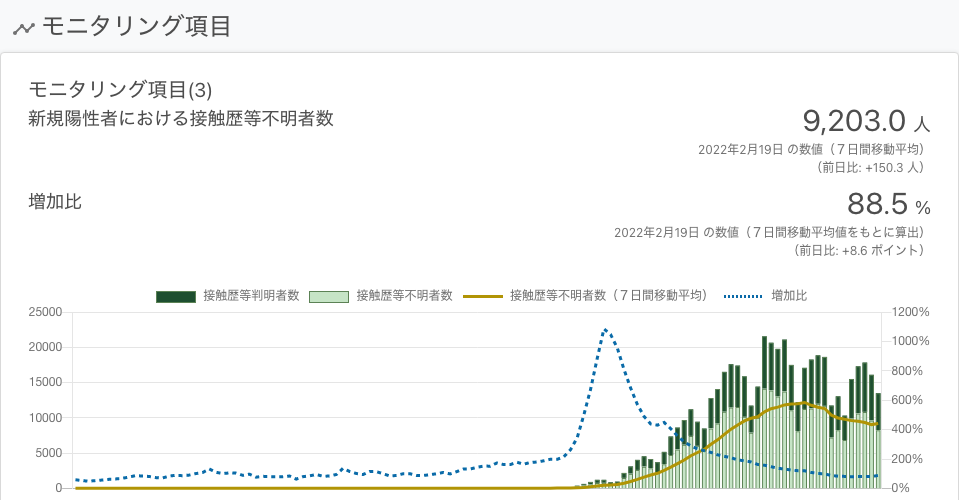 モニタリング項目
モニタリング項目(3)
新規陽性者における接触歴等不明者数
9,203.0 人
2022年2月19日 の数値（７日間移動平均）
（前日比: +150.3 人）
増加比
88.5 %
2022年2月19日 の数値（７日間移動平均値をもとに算出）
（前日比: +8.6 ポイント）
接触歴等判明者数 接触歴等不明者数 接触歴等不明者数（７日間移動平均） 増加比
25000 1200%
1000%
20000
800%
15000
600%
10000
400%
5000
200%
0 0%